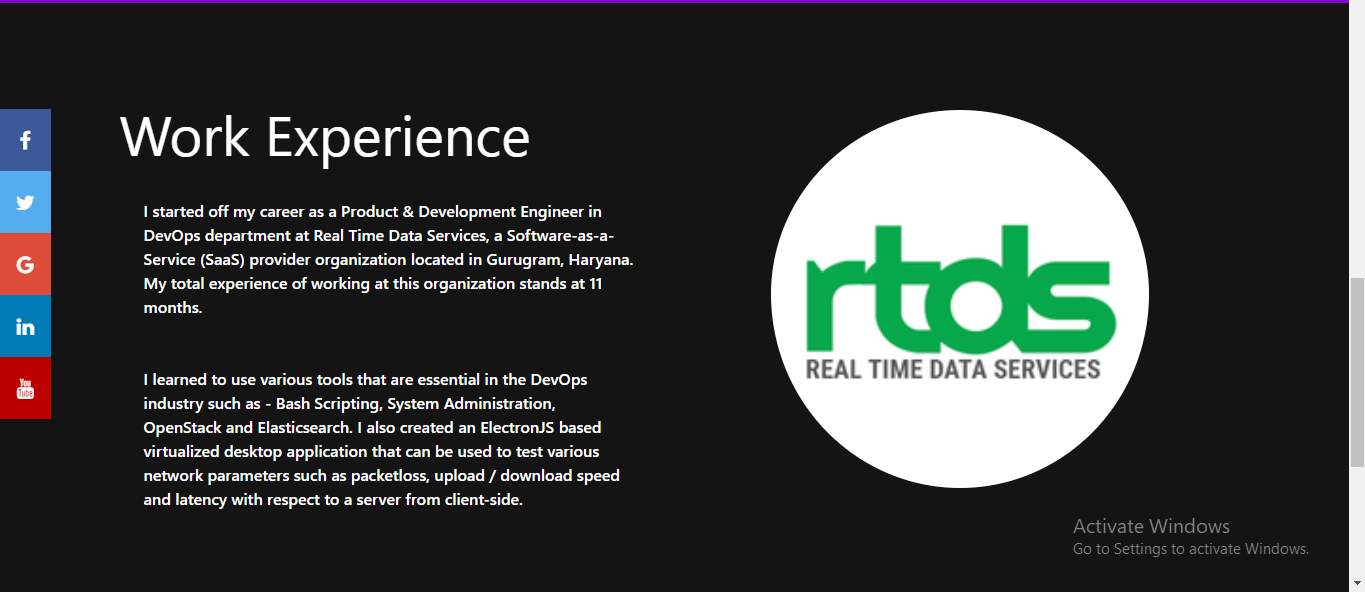 Work Experience
I started off my career as a Product & Development Engineer in
DevOps department at Real Time Data Services, a Software-as-a-
Service (SaaS) provider organization located in Gurugram, Haryana.
My total experience of working at this organization stands at 11
months.
I learned to use various tools that are essential in the DevOps
industry such as - Bash Scripting, System Administration,
OpenStack and Elasticsearch. I also created an ElectronJS based
virtualized desktop application that can be used to test various
network parameters such as packetloss, upload / download speed
and latency with respect to a server from client-side.
f
G
in
You
Tube
rtds
REAL TIME DATA SERVICES
Activate Windows
Go to Settings to activate Windows.